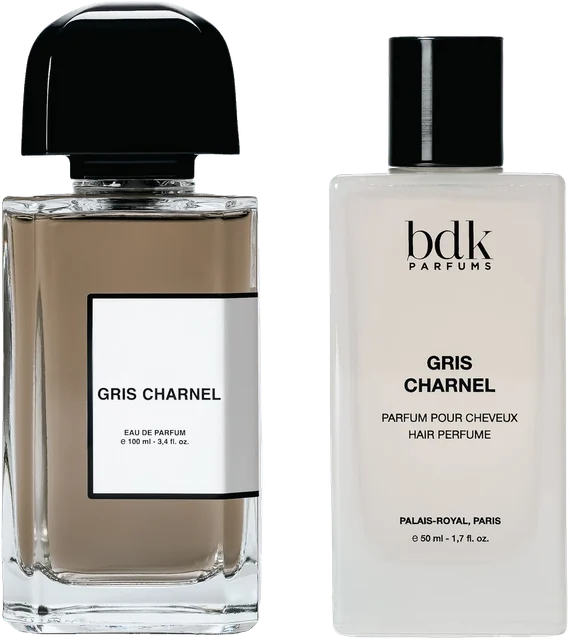 GRIS CHARNEL
EAU DE PARFUM
℮ 100 ml - 3,4 fl. oz.
bdk
PARFUMS
GRIS
CHARNEL
PARFUM POUR CHEVEUX
HAIR PERFUME
PALAIS-ROYAL, PARIS
℮ 50 ml - 1,7 fl. oz.